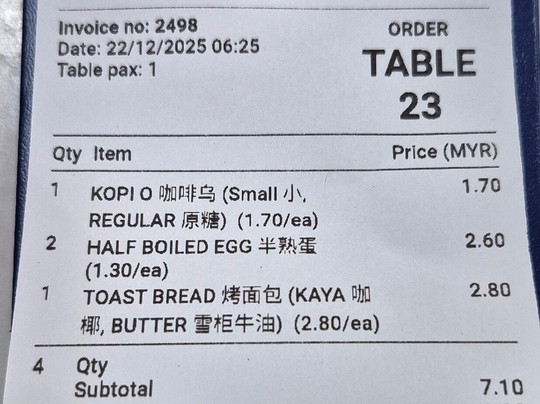 Invoice no: 2498
Date: 22/12/2025 06:25
Table pax: 1
ORDER
TABLE
23
Qty Item Price (MYR)
1 KOPI O 咖啡乌 (Small 小, 1.70
REGULAR 原糖) (1.70/ea)
2 HALF BOILED EGG 半熟蛋 2.60
(1.30/ea)
1 TOAST BREAD 烤面包 (KAYA 咖 2.80
椰, BUTTER 雪柜牛油) (2.80/ea)
4 Qty
Subtotal 7.10